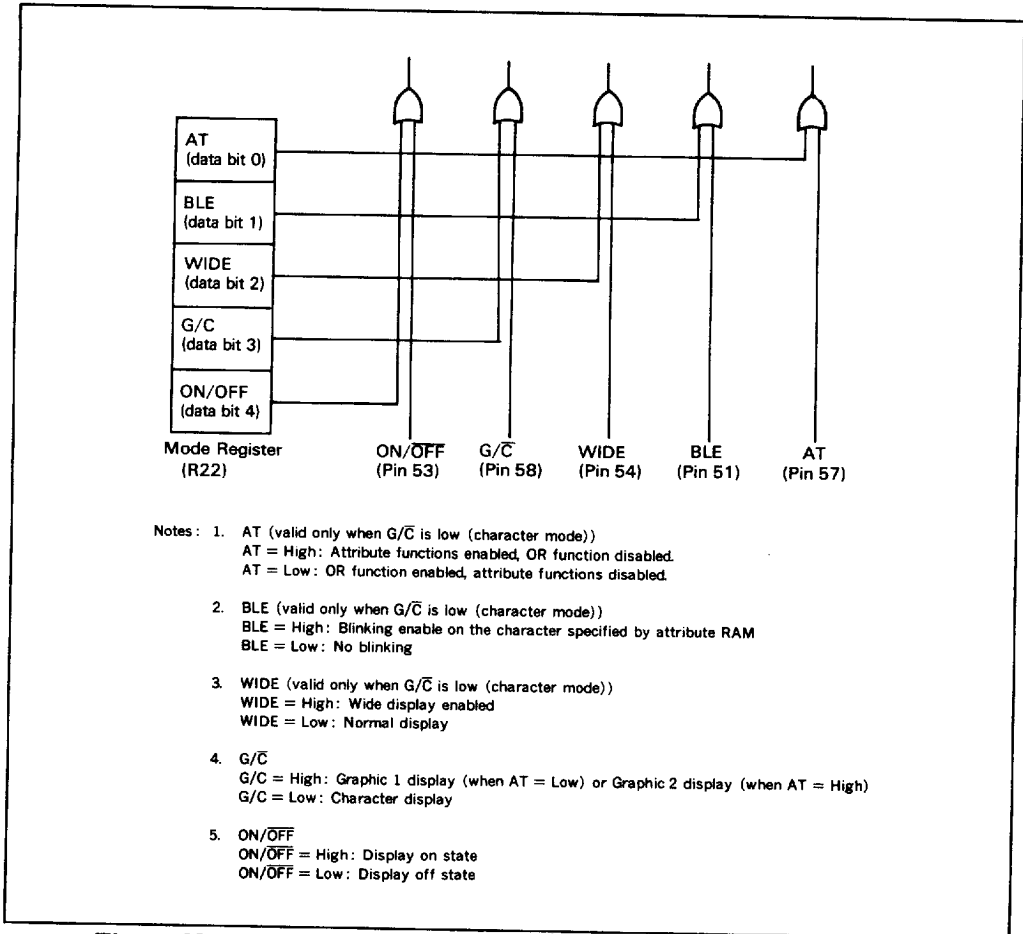 AT
(data bit 0)
BLE
(data bit 1)
WIDE
(data bit 2)
G/C
(data bit 3)
ON/OFF
(data bit 4)
Mode Register
(R22)
ON/O̅F̅F̅
(Pin 53)
G/C̅
(Pin 58)
WIDE
(Pin 54)
BLE
(Pin 51)
AT
(Pin 57)
Notes: 1. AT (valid only when G/C̅ is low (character mode))
AT = High: Attribute functions enabled, OR function disabled.
AT = Low: OR function enabled, attribute functions disabled.
2. BLE (valid only when G/C̅ is low (character mode))
BLE = High: Blinking enable on the character specified by attribute RAM
BLE = Low: No blinking
3. WIDE (valid only when G/C̅ is low (character mode))
WIDE = High: Wide display enabled
WIDE = Low: Normal display
4. G/C̅
G/C = High: Graphic 1 display (when AT = Low) or Graphic 2 display (when AT = High)
G/C = Low: Character display
5. ON/O̅F̅F̅
ON/O̅F̅F̅ = High: Display on state
ON/O̅F̅F̅ = Low: Display off state